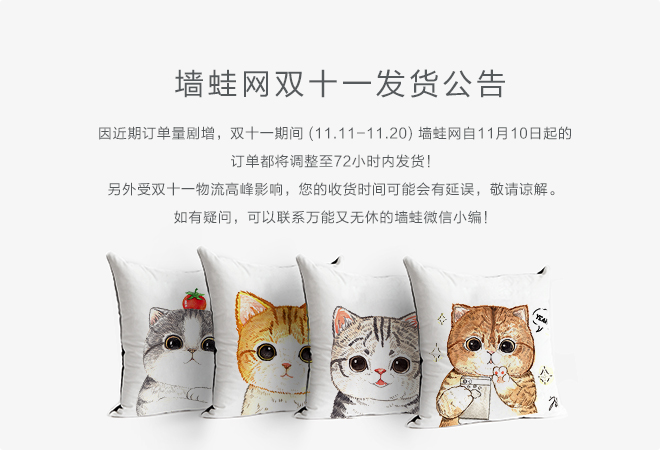 墙蛙网双十一发货公告
因近期订单量剧增，双十一期间 (11.11-11.20) 墙蛙网自11月10日起的
订单都将调整至72小时内发货！
另外受双十一物流高峰影响，您的收货时间可能会有延误，敬请谅解。
如有疑问，可以联系万能又无休的墙蛙微信小编！